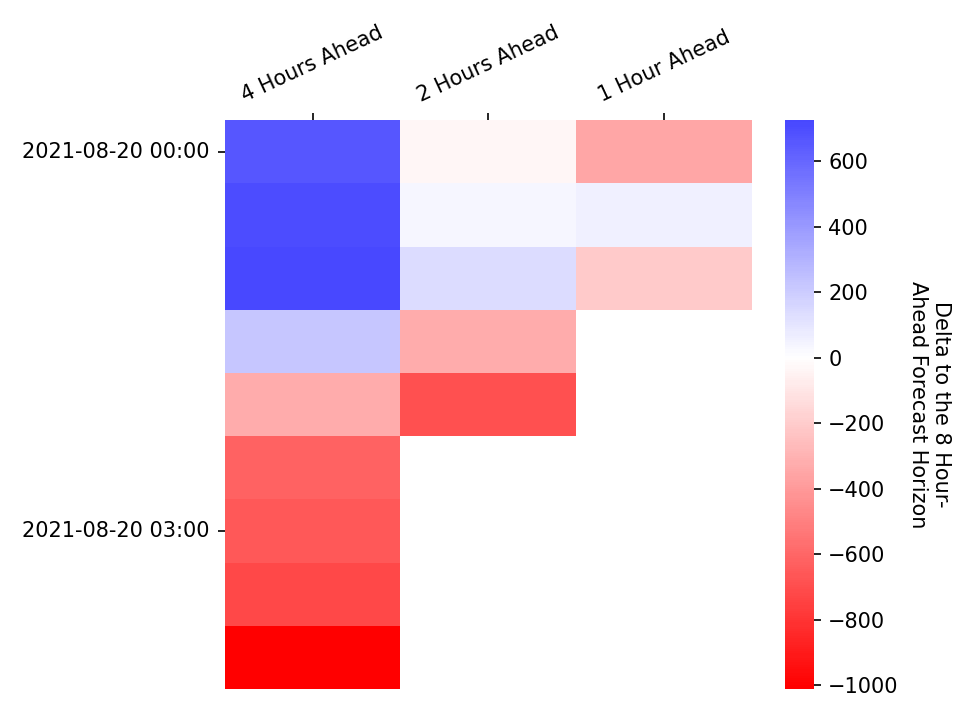 4 Hours Ahead
2 Hours Ahead
1 Hour Ahead
2021-08-20 00:00
2021-08-20 03:00
600
400
200
0
−200
−400
−600
−800
−1000
Delta to the 8 Hour-
Ahead Forecast Horizon